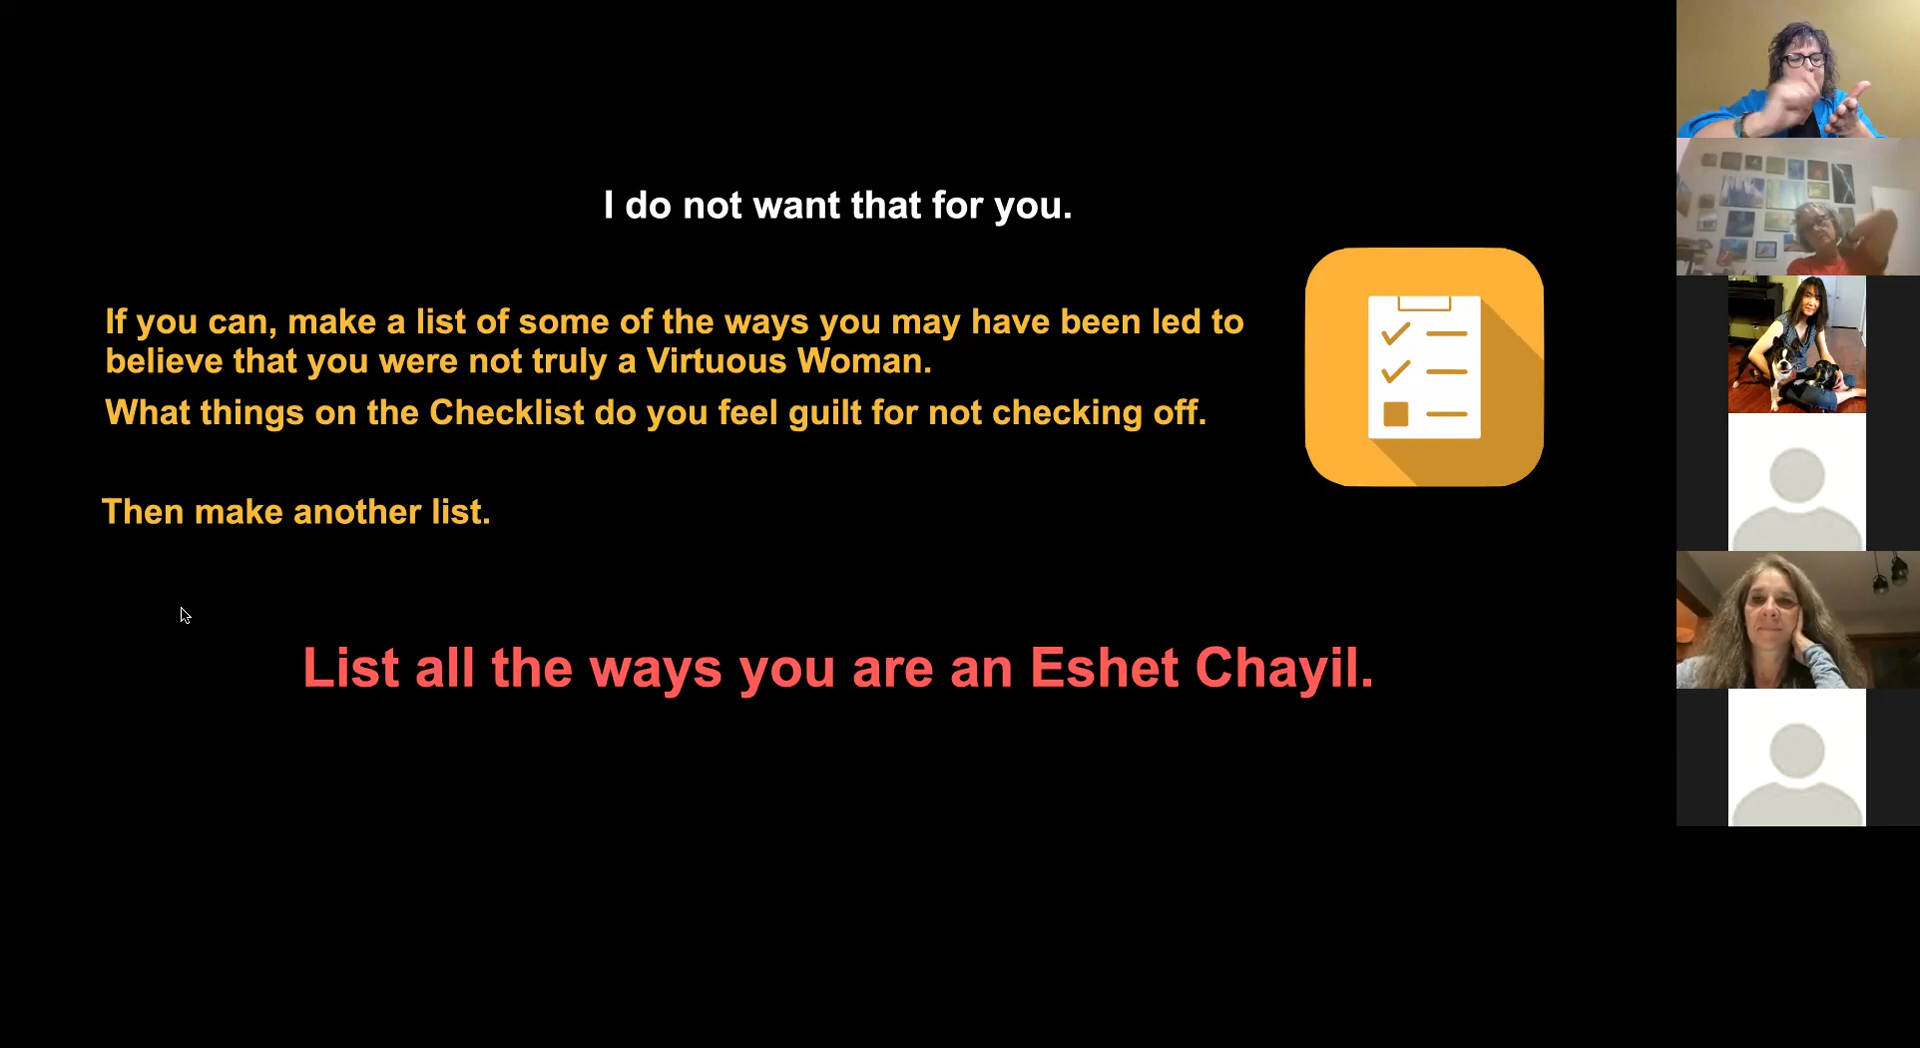 I do not want that for you.
If you can, make a list of some of the ways you may have been led to
believe that you were not truly a Virtuous Woman.
What things on the Checklist do you feel guilt for not checking off.
Then make another list.
List all the ways you are an Eshet Chayil.